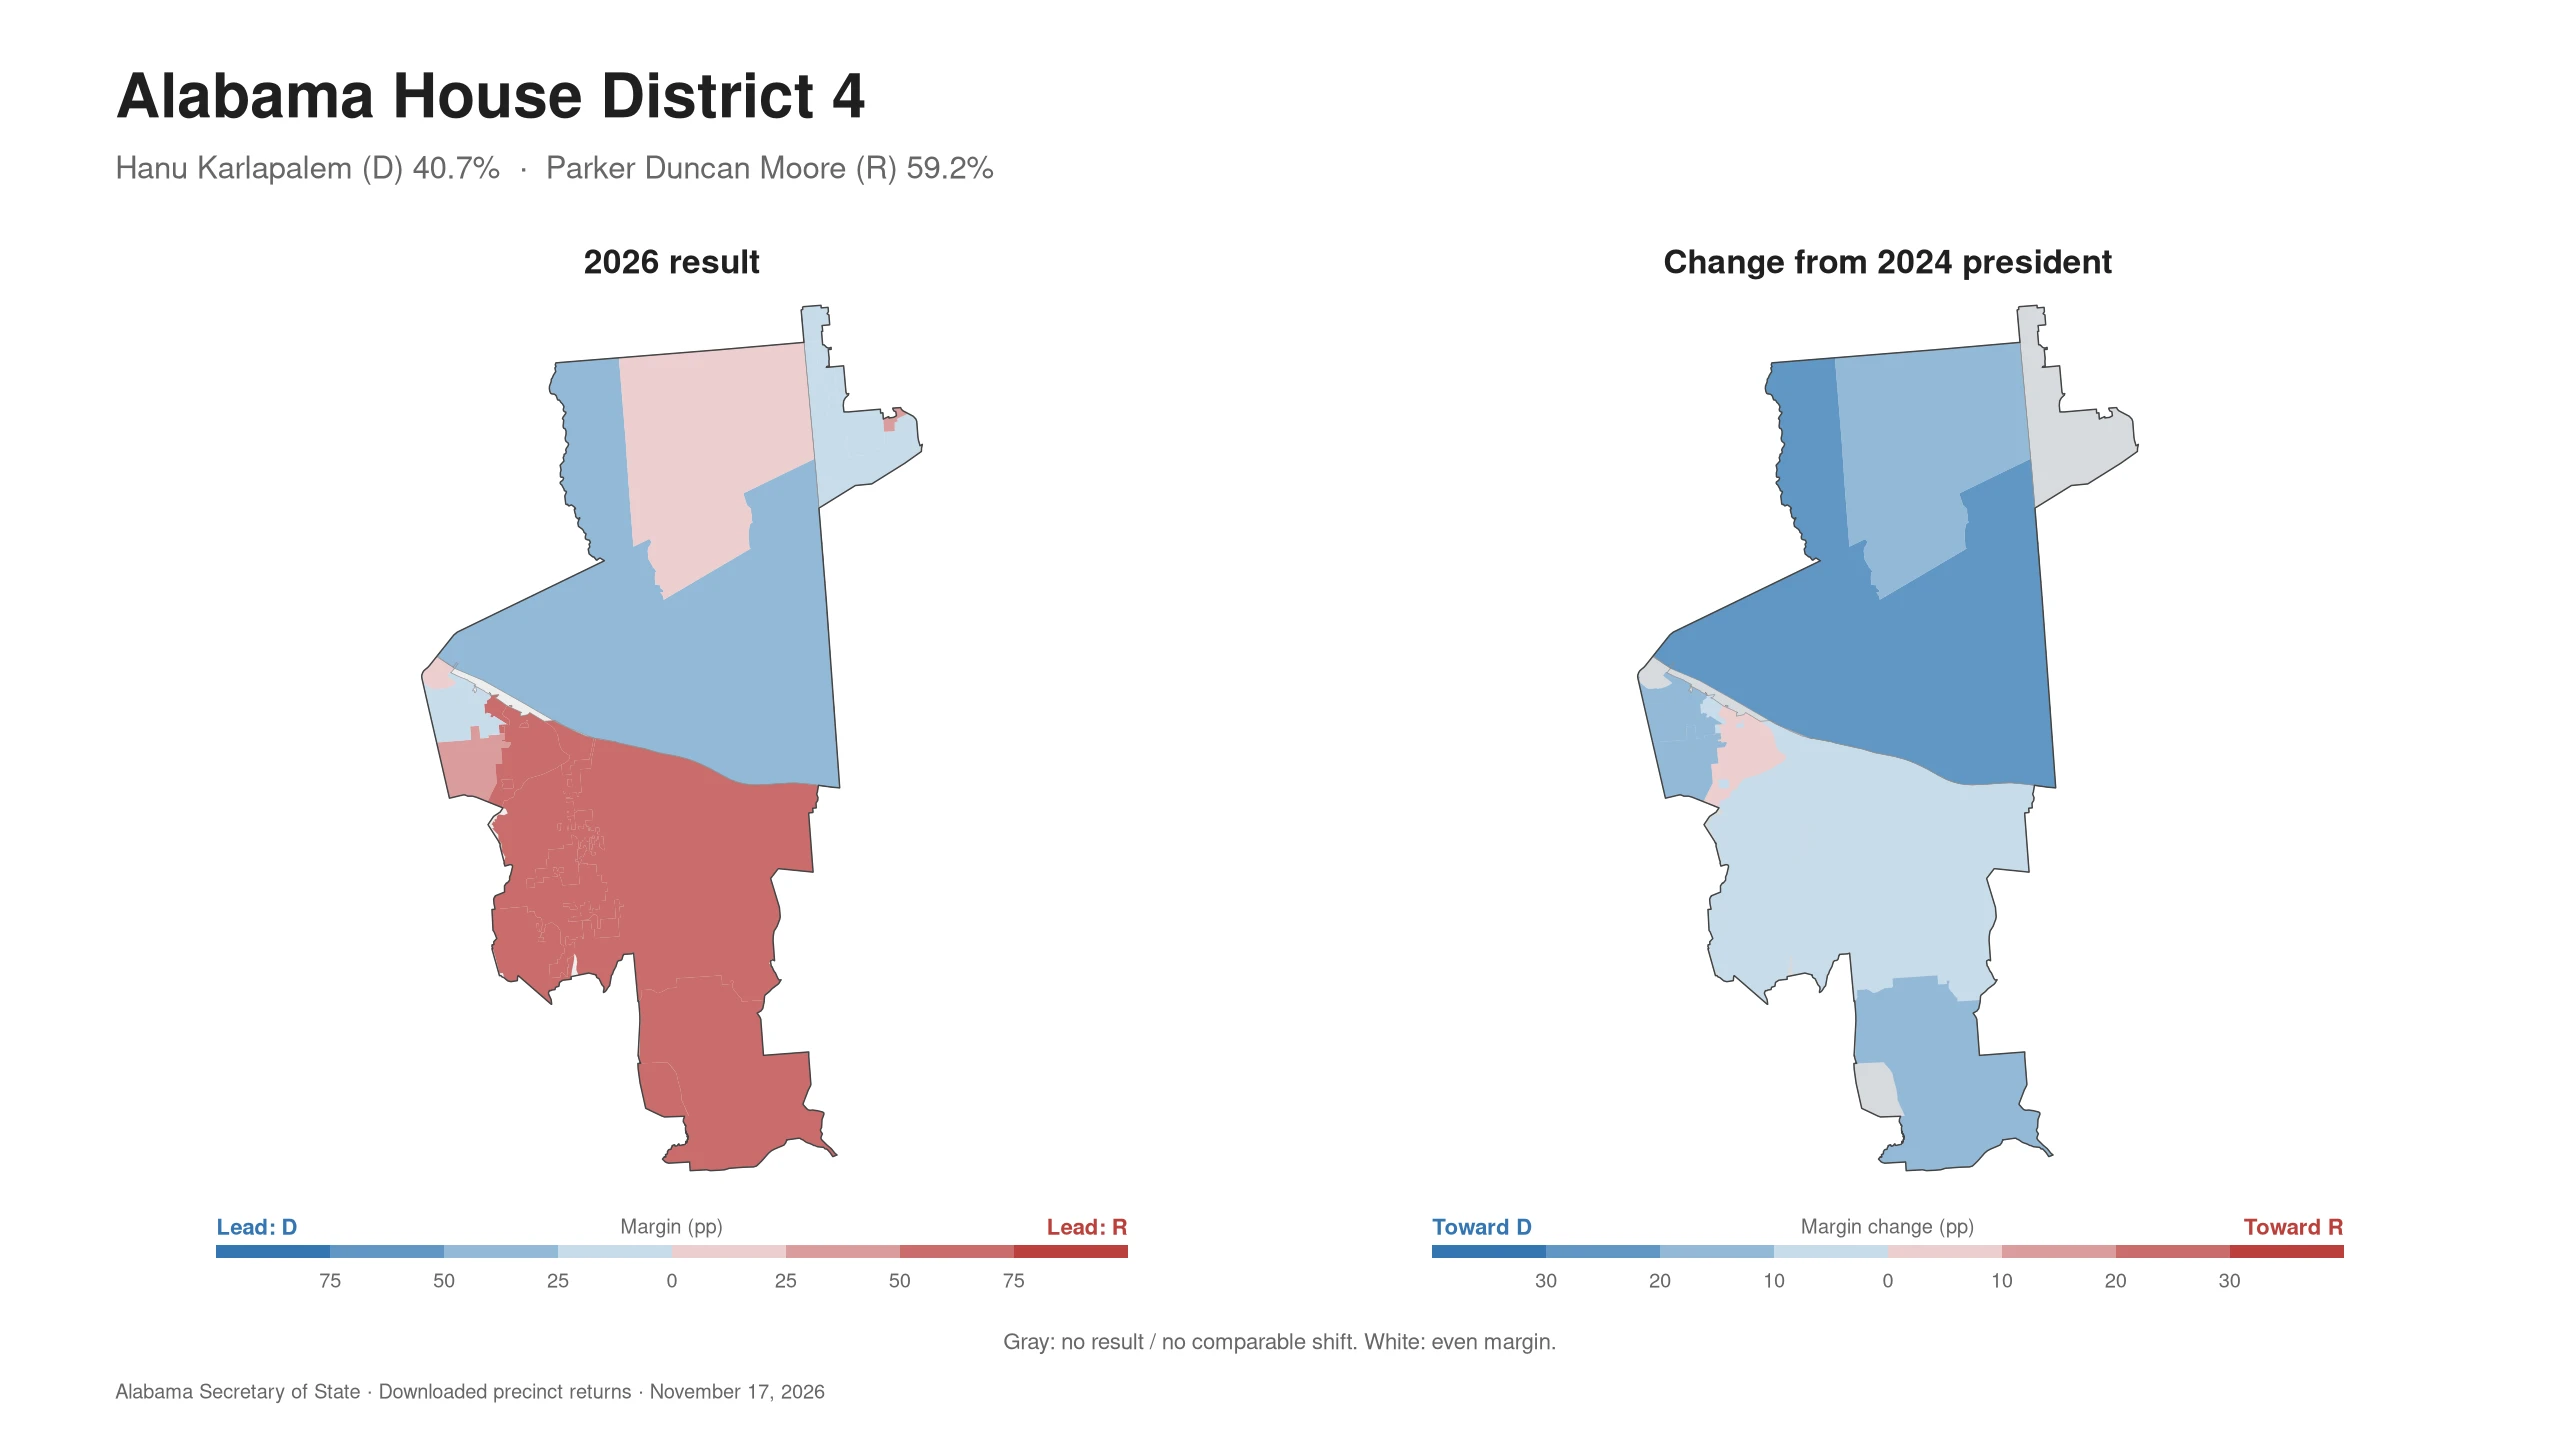 Alabama House District 4
Hanu Karlapalem (D) 40.7% · Parker Duncan Moore (R) 59.2%
2026 result
Change from 2024 president
Lead: D Margin (pp) Lead: R
75 50 25 0 25 50 75
Toward D Margin change (pp) Toward R
30 20 10 0 10 20 30
Gray: no result / no comparable shift. White: even margin.
Alabama Secretary of State · Downloaded precinct returns · November 17, 2026